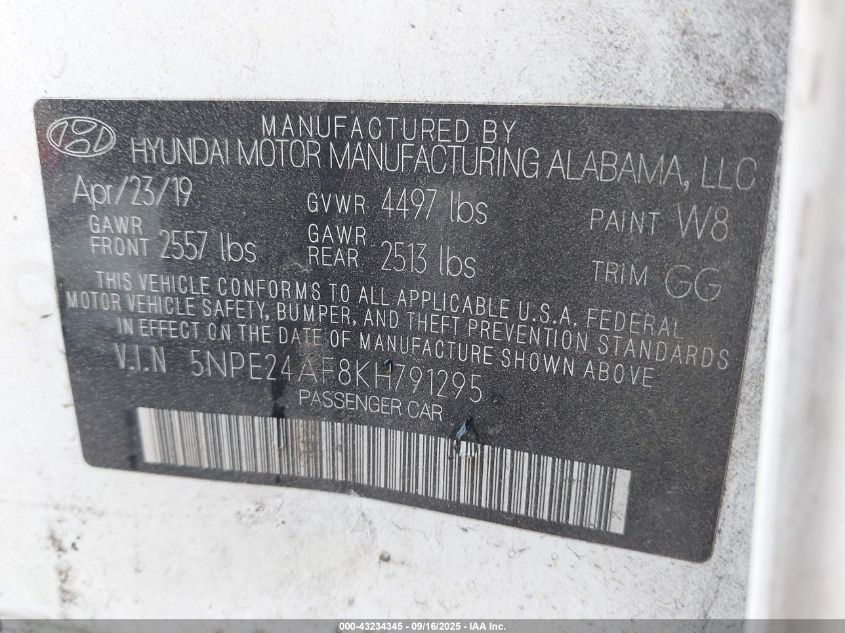 MANUFACTURED BY
HYUNDAI MOTOR MANUFACTURING ALABAMA, LLC
Apr/23/19 GVWR 4497 lbs PAINT W8
GAWR FRONT 2557 lbs GAWR REAR 2513 lbs TRIM GG
THIS VEHICLE CONFORMS TO ALL APPLICABLE U.S.A. FEDERAL
MOTOR VEHICLE SAFETY, BUMPER, AND THEFT PREVENTION STANDARDS
IN EFFECT ON THE DATE OF MANUFACTURE SHOWN ABOVE
V.I.N 5NPE24AF8KH791295
PASSENGER CAR
000-43234345 - 09/16/2025 - IAA Inc.